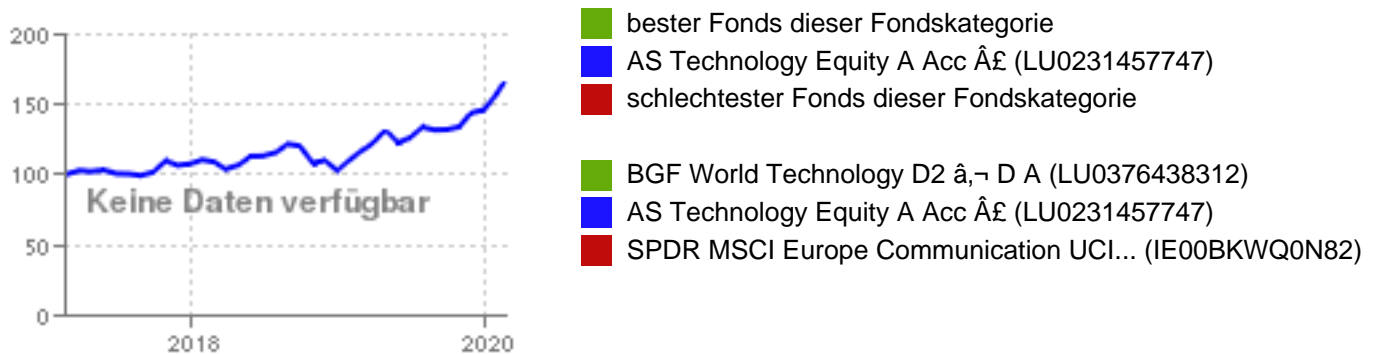 200
150
100
50
0
Keine Daten verfügbar
2018
2020
bester Fonds dieser Fondskategorie
AS Technology Equity A Acc Â£ (LU0231457747)
schlechtester Fonds dieser Fondskategorie
BGF World Technology D2 â‚¬ D A (LU0376438312)
AS Technology Equity A Acc Â£ (LU0231457747)
SPDR MSCI Europe Communication UCI... (IE00BKWQ0N82)